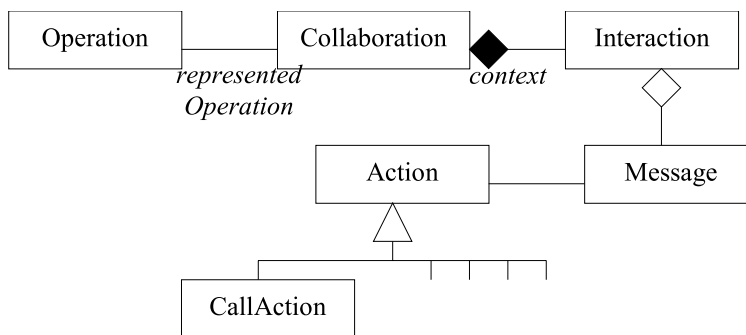 Operation
Collaboration
Interaction
represented
Operation
context
Action
Message
CallAction